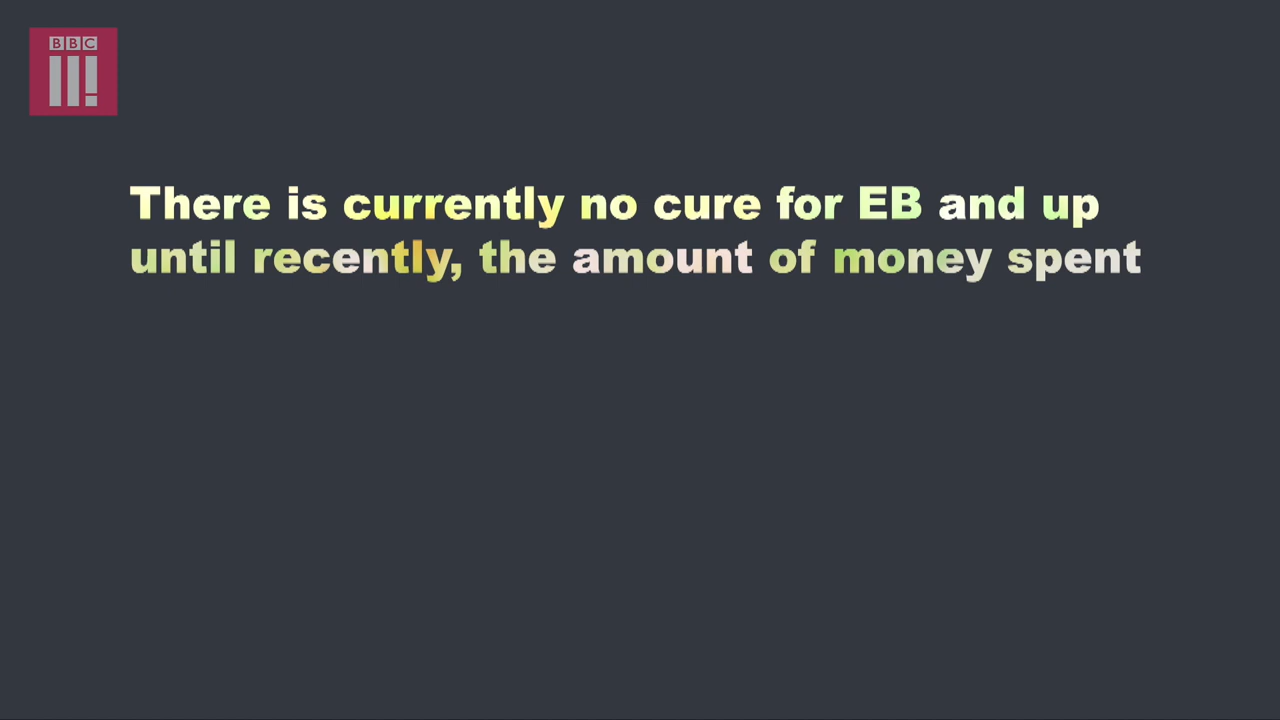 BBC
There is currently no cure for EB and up
until recently, the amount of money spent